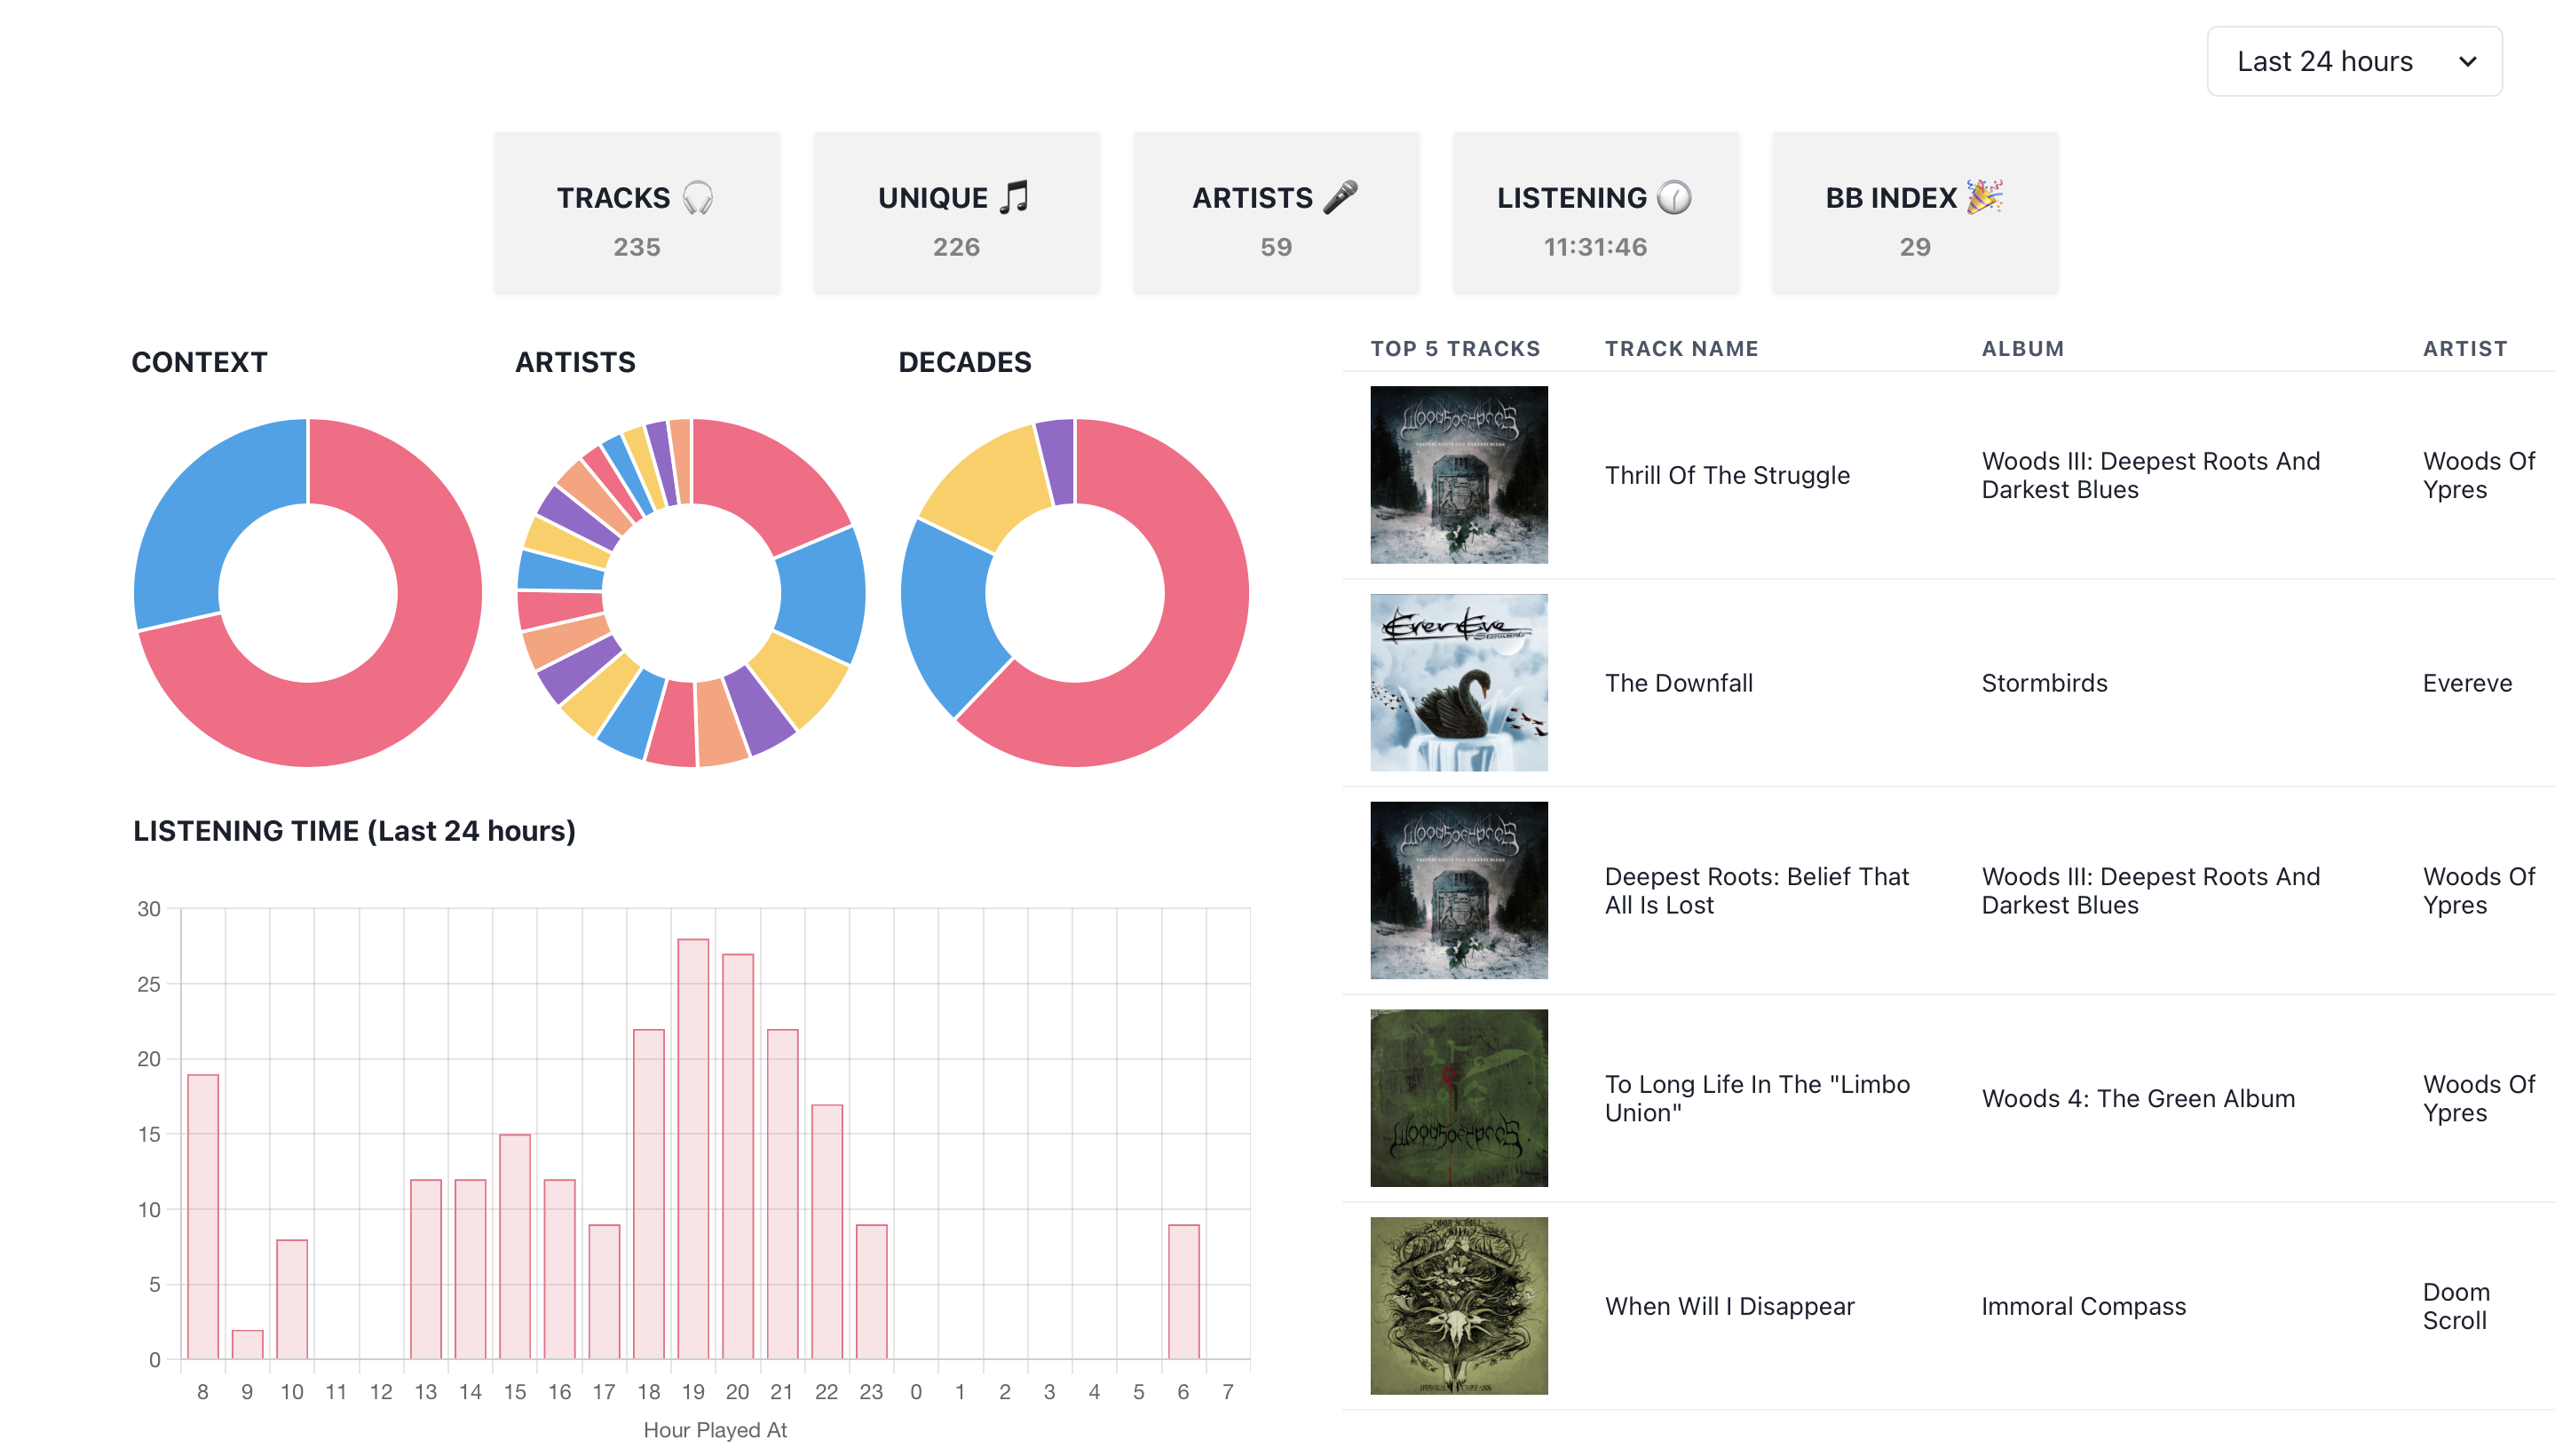 Last 24 hours
TRACKS 🎧
235
UNIQUE 🎵
226
ARTISTS 🎤
59
LISTENING 🕜
11:31:46
BB INDEX 🎉
29
CONTEXT
ARTISTS
DECADES
LISTENING TIME (Last 24 hours)
30
25
20
15
10
5
0
8 9 10 11 12 13 14 15 16 17 18 19 20 21 22 23 0 1 2 3 4 5 6 7
Hour Played At
TOP 5 TRACKS TRACK NAME ALBUM ARTIST
Thrill Of The Struggle
Woods III: Deepest Roots And
Darkest Blues
Woods Of
Ypres
EverEve
The Downfall
Stormbirds
Evereve
Deepest Roots: Belief That
All Is Lost
Woods III: Deepest Roots And
Darkest Blues
Woods Of
Ypres
To Long Life In The "Limbo
Union"
Woods 4: The Green Album
Woods Of
Ypres
When Will I Disappear
Immoral Compass
Doom
Scroll